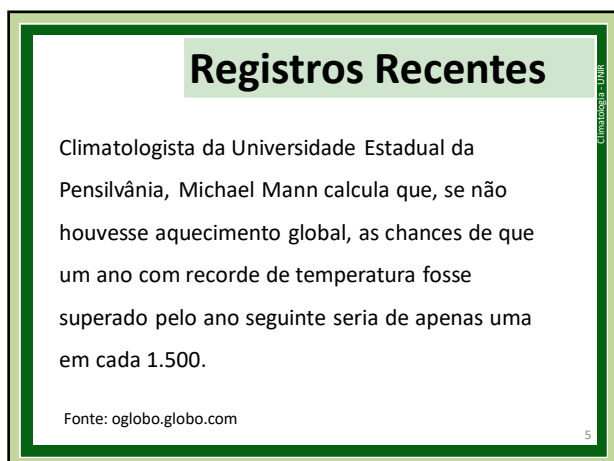 Registros Recentes
Climatologia - UNIR
Climatologista da Universidade Estadual da
Pensilvânia, Michael Mann calcula que, se não
houvesse aquecimento global, as chances de que
um ano com recorde de temperatura fosse
superado pelo ano seguinte seria de apenas uma
em cada 1.500.
Fonte: oglobo.globo.com
5